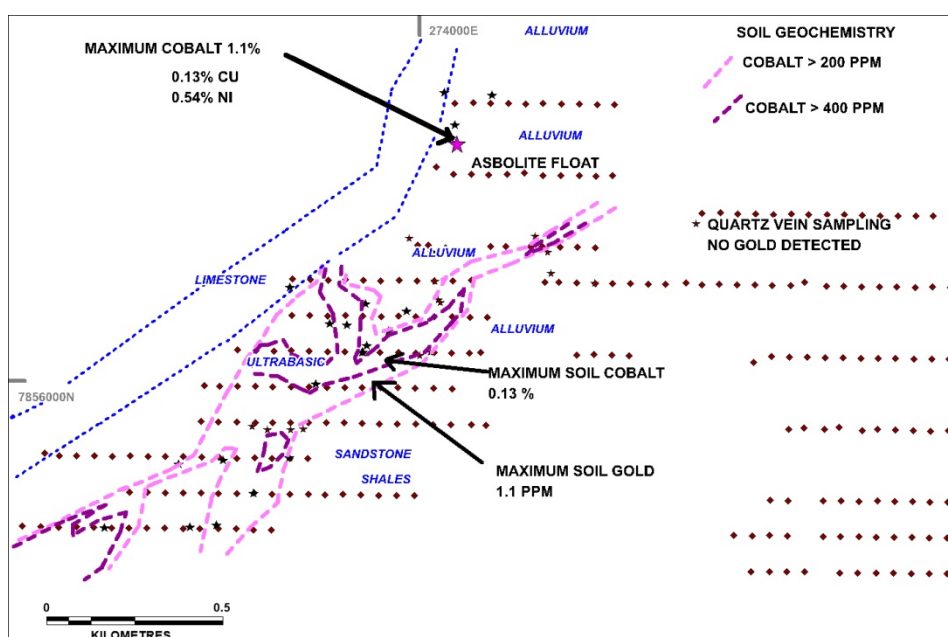 274000E
ALLUVIUM
SOIL GEOCHEMISTRY
MAXIMUM COBALT 1.1%
0.13% CU
0.54% NI
COBALT > 200 PPM
COBALT > 400 PPM
ALLUVIUM
ASBOLITE FLOAT
QUARTZ VEIN SAMPLING
NO GOLD DETECTED
ALLUVIUM
LIMESTONE
ALLUVIUM
ULTRABASIC
MAXIMUM SOIL COBALT
0.13 %
7856000N
SANDSTONE
SHALES
MAXIMUM SOIL GOLD
1.1 PPM
0
0.5
KILOMETRES